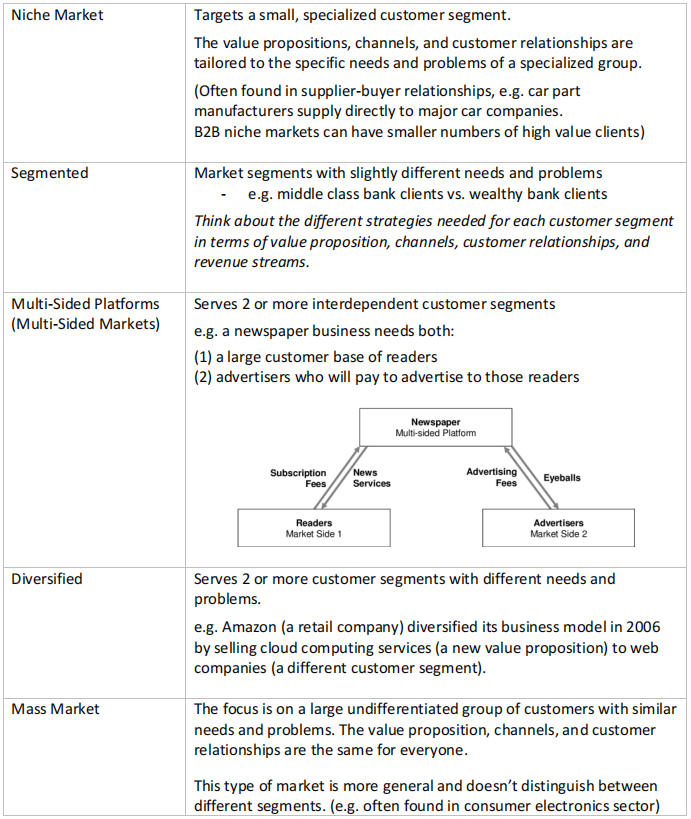 Niche Market
Targets a small, specialized customer segment.
The value propositions, channels, and customer relationships are
tailored to the specific needs and problems of a specialized group.
(Often found in supplier-buyer relationships, e.g. car part
manufacturers supply directly to major car companies.
B2B niche markets can have smaller numbers of high value clients)
Segmented
Market segments with slightly different needs and problems
- e.g. middle class bank clients vs. wealthy bank clients
Think about the different strategies needed for each customer segment
in terms of value proposition, channels, customer relationships, and
revenue streams.
Multi-Sided Platforms
(Multi-Sided Markets)
Serves 2 or more interdependent customer segments
e.g. a newspaper business needs both:
(1) a large customer base of readers
(2) advertisers who will pay to advertise to those readers
Newspaper
Multi-sided Platform
Subscription
Fees
News
Services
Advertising
Fees
Eyeballs
Readers
Market Side 1
Advertisers
Market Side 2
Diversified
Serves 2 or more customer segments with different needs and
problems.
e.g. Amazon (a retail company) diversified its business model in 2006
by selling cloud computing services (a new value proposition) to web
companies (a different customer segment).
Mass Market
The focus is on a large undifferentiated group of customers with similar
needs and problems. The value proposition, channels, and customer
relationships are the same for everyone.
This type of market is more general and doesn't distinguish between
different segments. (e.g. often found in consumer electronics sector)